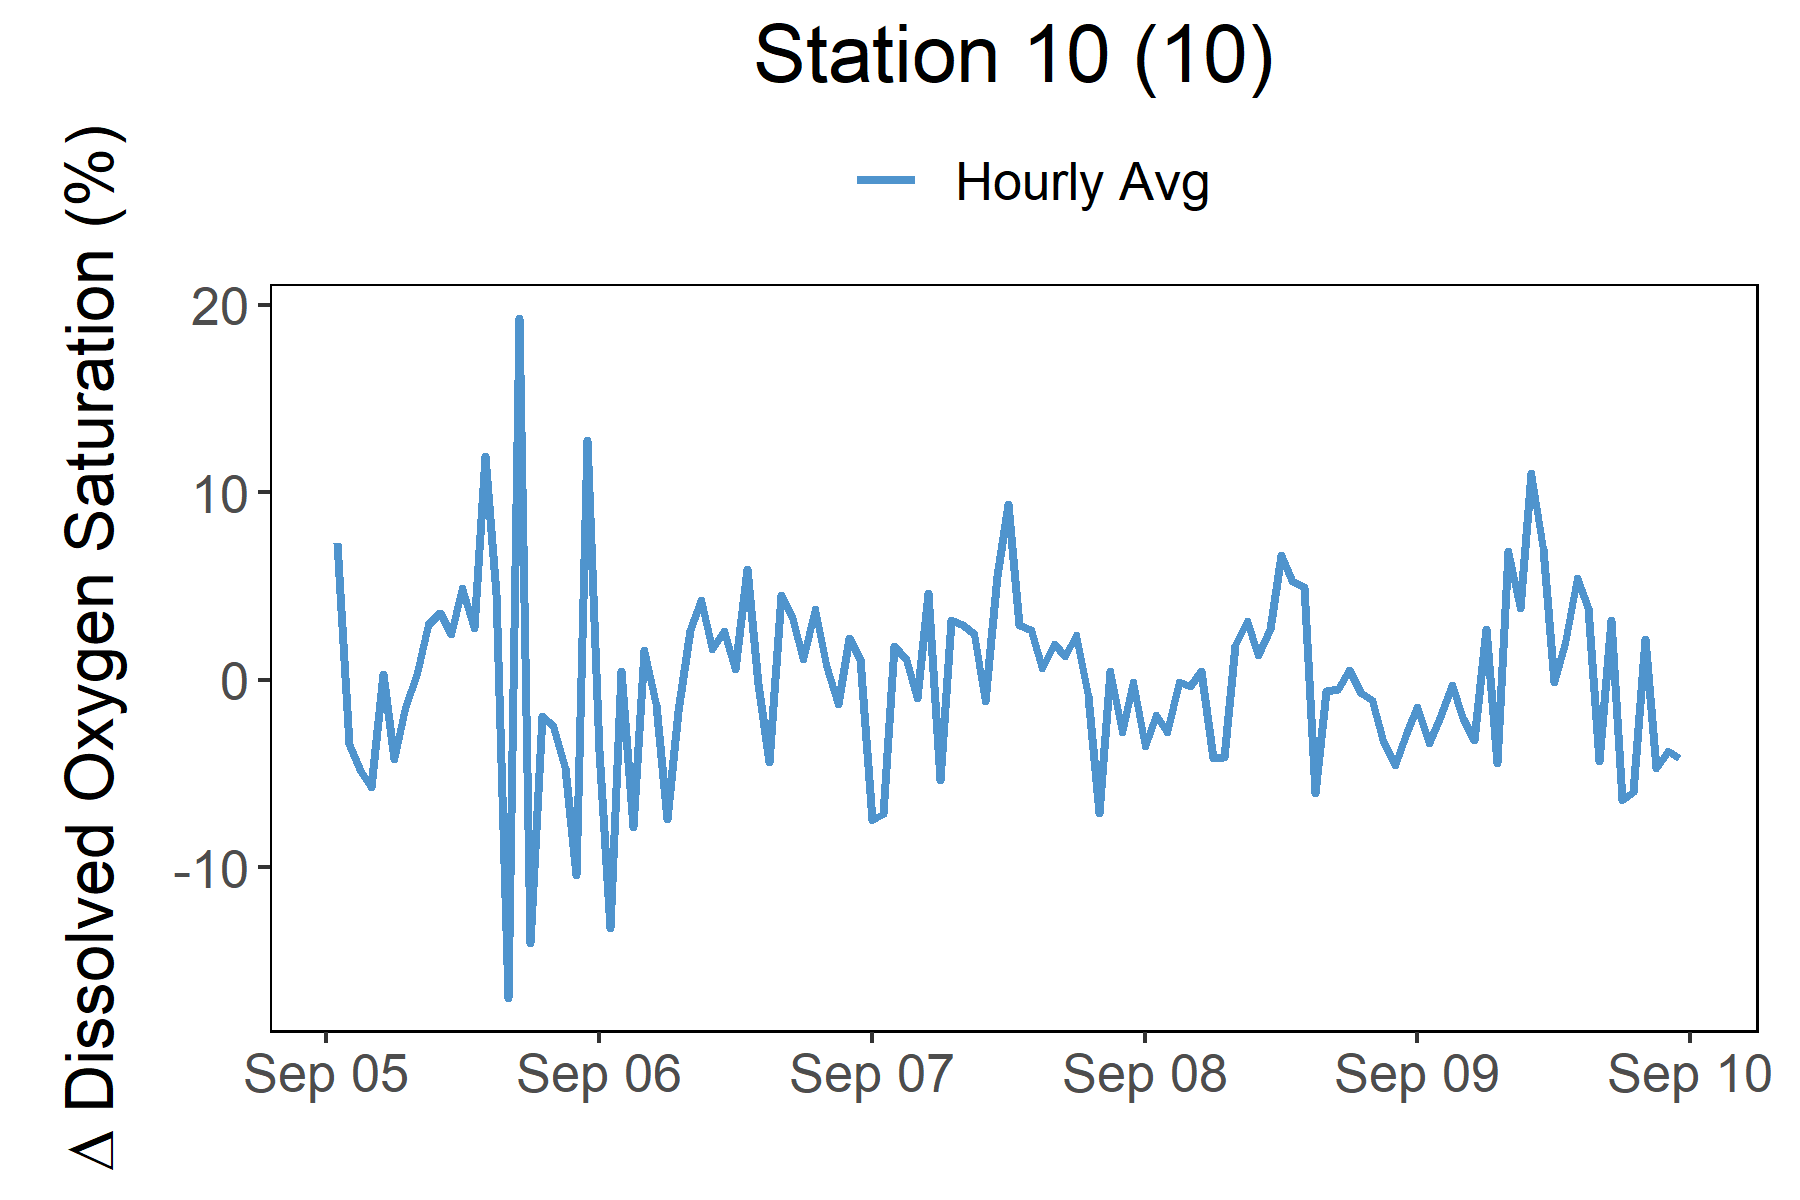 Station 10 (10)
Hourly Avg
Δ Dissolved Oxygen Saturation (%)
20
10
0
-10
Sep 05 Sep 06 Sep 07 Sep 08 Sep 09 Sep 10